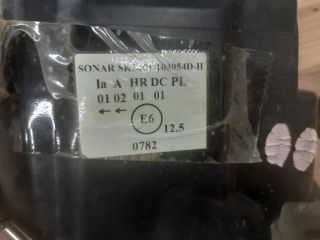 SONAR
Ia A HR DC PL
01 02 01 01
← ←
E6 12.5
0782